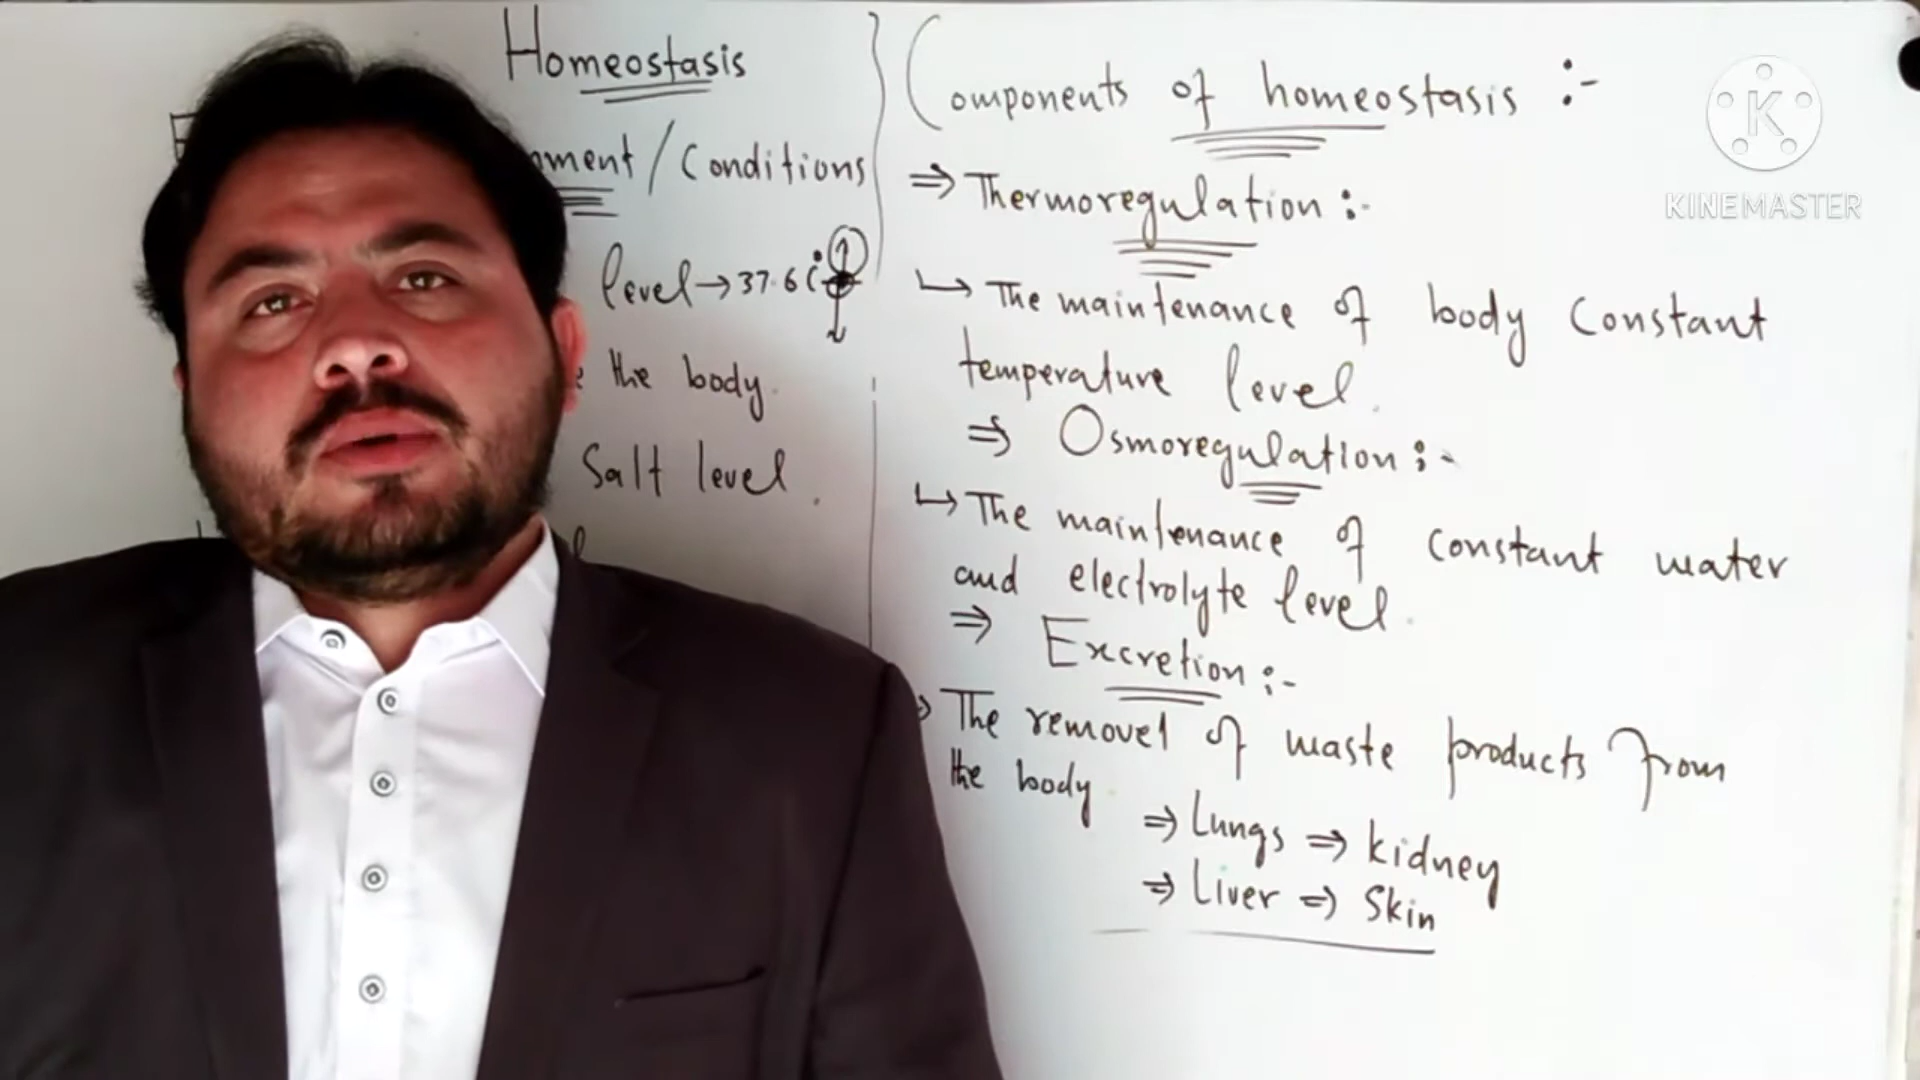 Homeostasis
/ Conditions
level → 37.6
the body.
Salt level.
Components of homeostasis :-
⇒ Thermoregulation :-
↳ The maintenance of body Constant
temperature level.
⇒ Osmoregulation :-
↳ The maintenance of constant water
and electrolyte level.
⇒ Excretion :-
The removel of waste products from
the body
⇒ Lungs ⇒ kidney
⇒ Liver ⇒ Skin
K
KINEMASTER